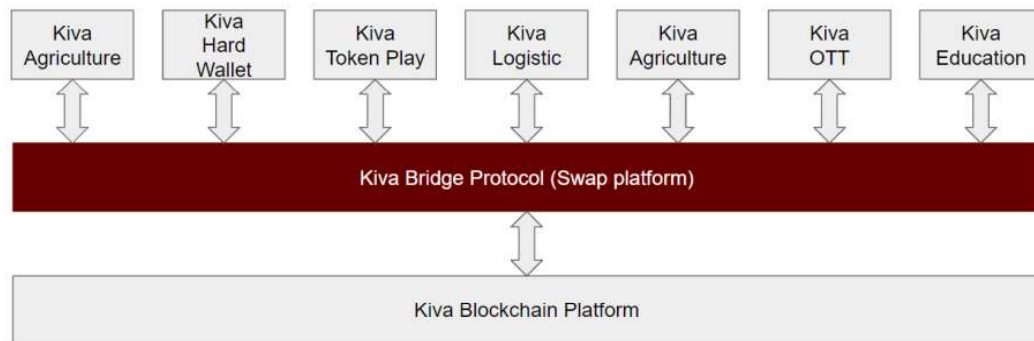 Kiva
Agriculture
Kiva
Hard
Wallet
Kiva
Token Play
Kiva
Logistic
Kiva
Agriculture
Kiva
OTT
Kiva
Education
Kiva Bridge Protocol (Swap platform)
Kiva Blockchain Platform